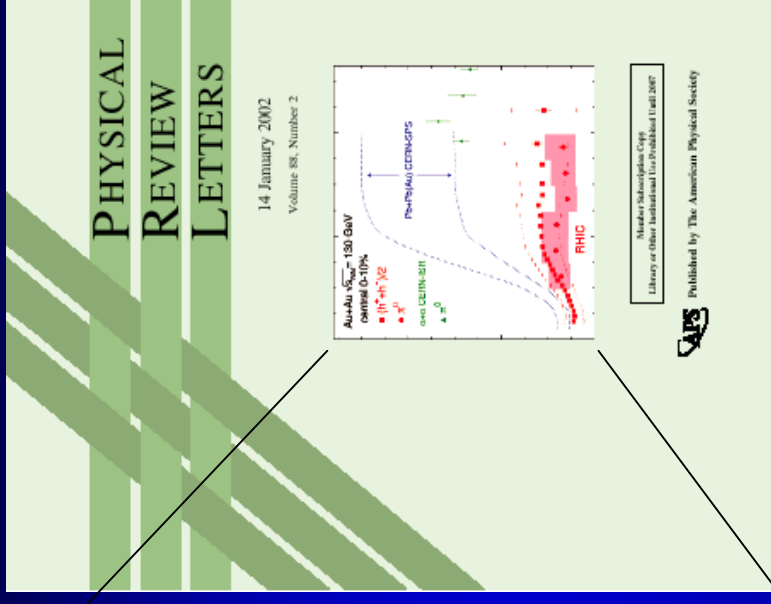 PHYSICAL
REVIEW
LETTERS
14 January 2002
Volume 88, Number 2
Au+Au √sNN = 130 GeV
central 0-10%
(h⁺+h⁻)/2
π⁰
α+α CERN-ISR
π⁰
Pb+Pb(Au) CERN-SPS
RHIC
Member Subscription Copy
Library or Other Institutional Use Prohibited Until 2007
APS
Published by The American Physical Society